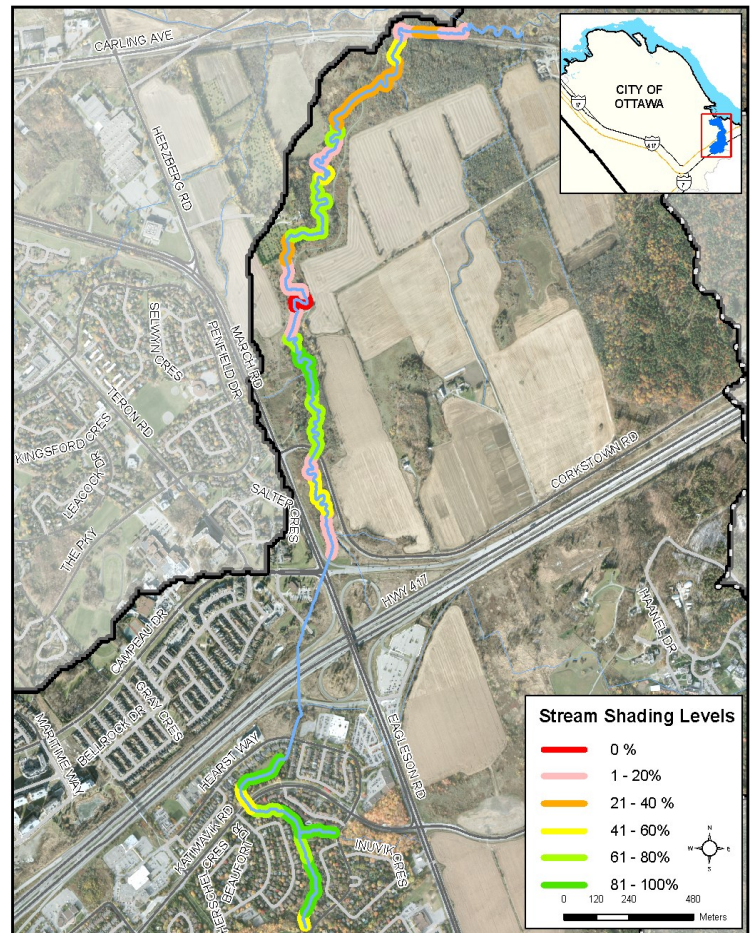 CARLING AVE
CITY OF
OTTAWA
17
417
7
HERZBERG RD
MARCH RD
PENFIELD DR
SELWYN CRES
TERON RD
KINGSFORD CRES
LEACOCK DR
THE PKY
SALTER CRES
CORKSTOWN RD
HWY 417
HAANEL DR
CAMPEAU DR
GRAY CRES
BELLROCK DR
MARITIME WAY
HEARST WAY
EAGLESON RD
KATIMAVIK RD
INUVIK CRES
BEAUFORT DR
HERSCHEL CRES
Stream Shading Levels
0 %
1 - 20%
21 - 40 %
41 - 60%
61 - 80%
81 - 100%
N
W E
S
0 120 240 480
Meters